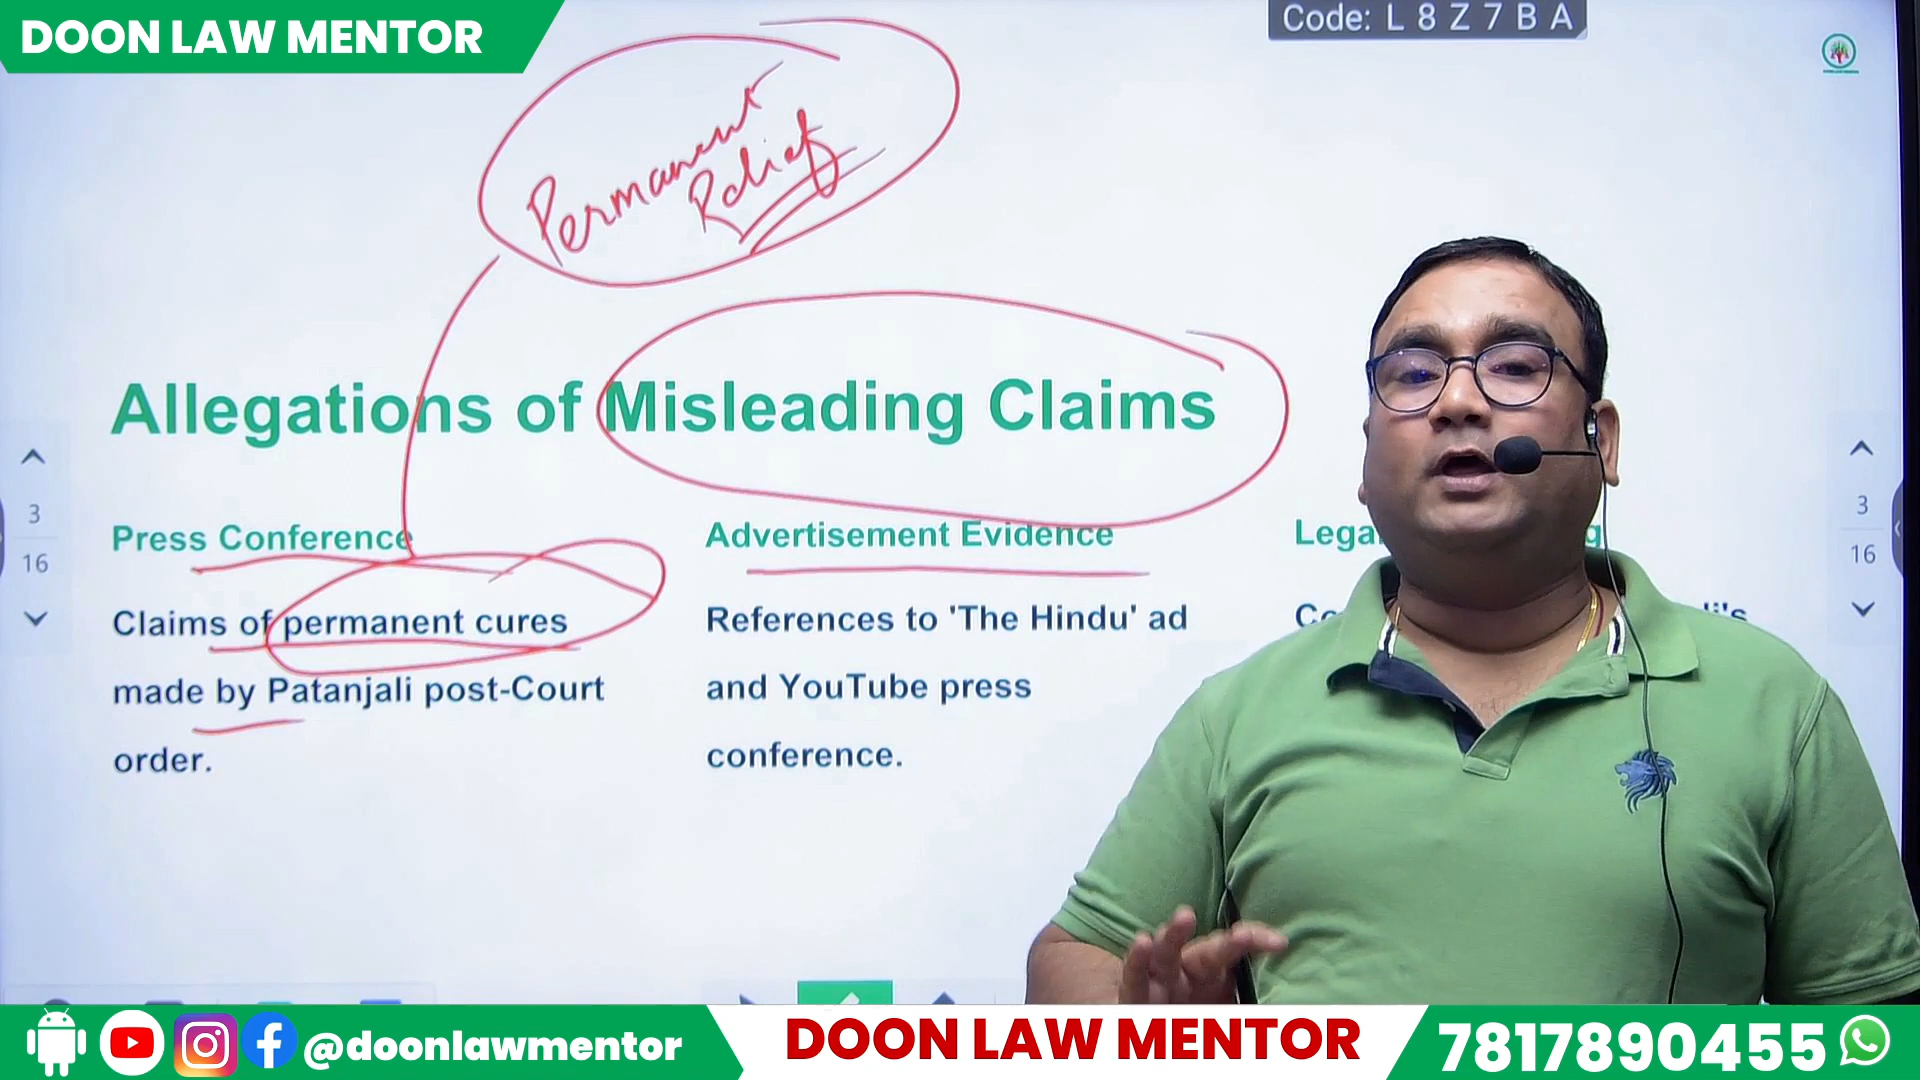 DOON LAW MENTOR
Code: L 8 Z 7 B A
Permanent
Relief
Allegations of Misleading Claims
3
16
3
16
Press Conference
Claims of permanent cures
made by Patanjali post-Court
order.
Advertisement Evidence
References to 'The Hindu' ad
and YouTube press
conference.
@doonlawmentor
DOON LAW MENTOR
7817890455